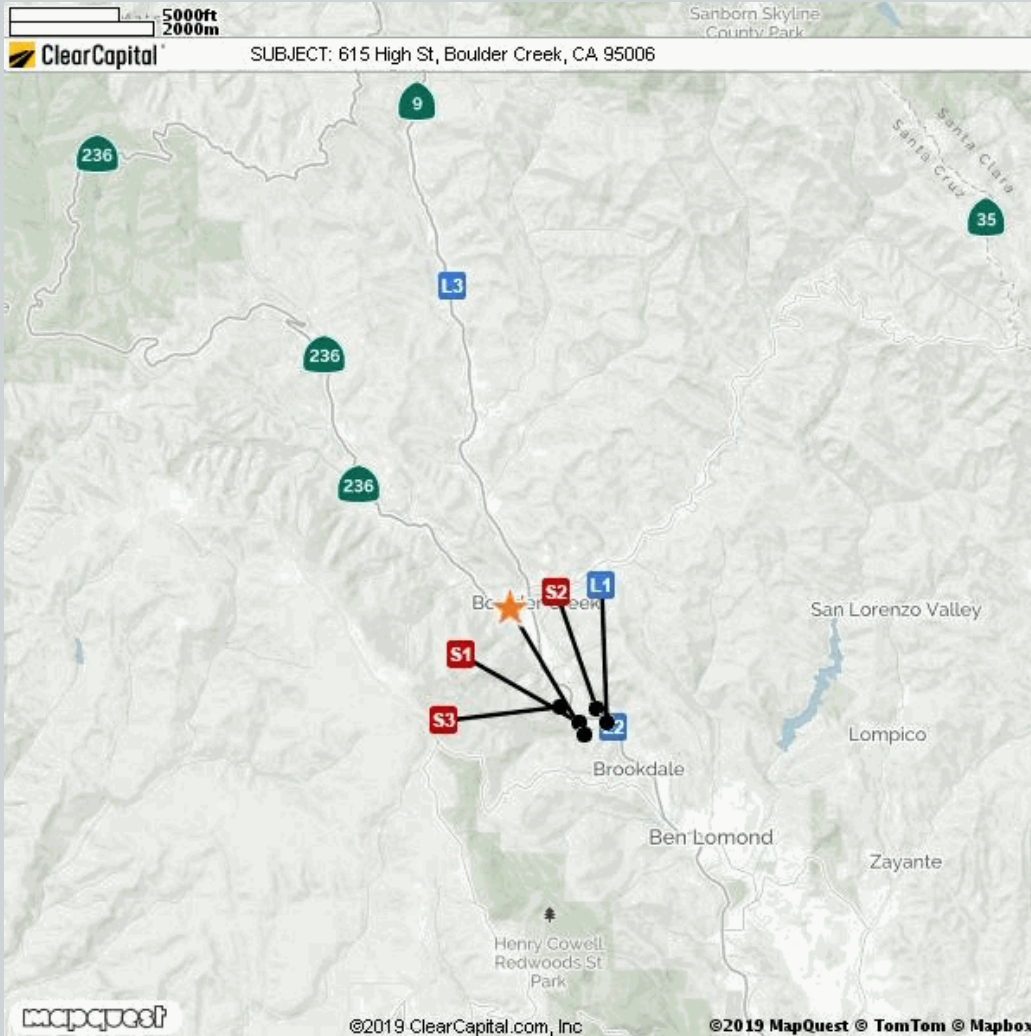 5000ft
2000m
Sanborn Skyline
County Park
ClearCapital
SUBJECT: 615 High St, Boulder Creek, CA 95006
9
236
Santa Clara
Santa Cruz
35
L3
236
236
S2
L1
San Lorenzo Valley
S1
S3
Lompico
Brookdale
Ben Lomond
Zayante
Henry Cowell
Redwoods St
Park
mapquest
©2019 ClearCapital.com, Inc
©2019 MapQuest © TomTom © Mapbox